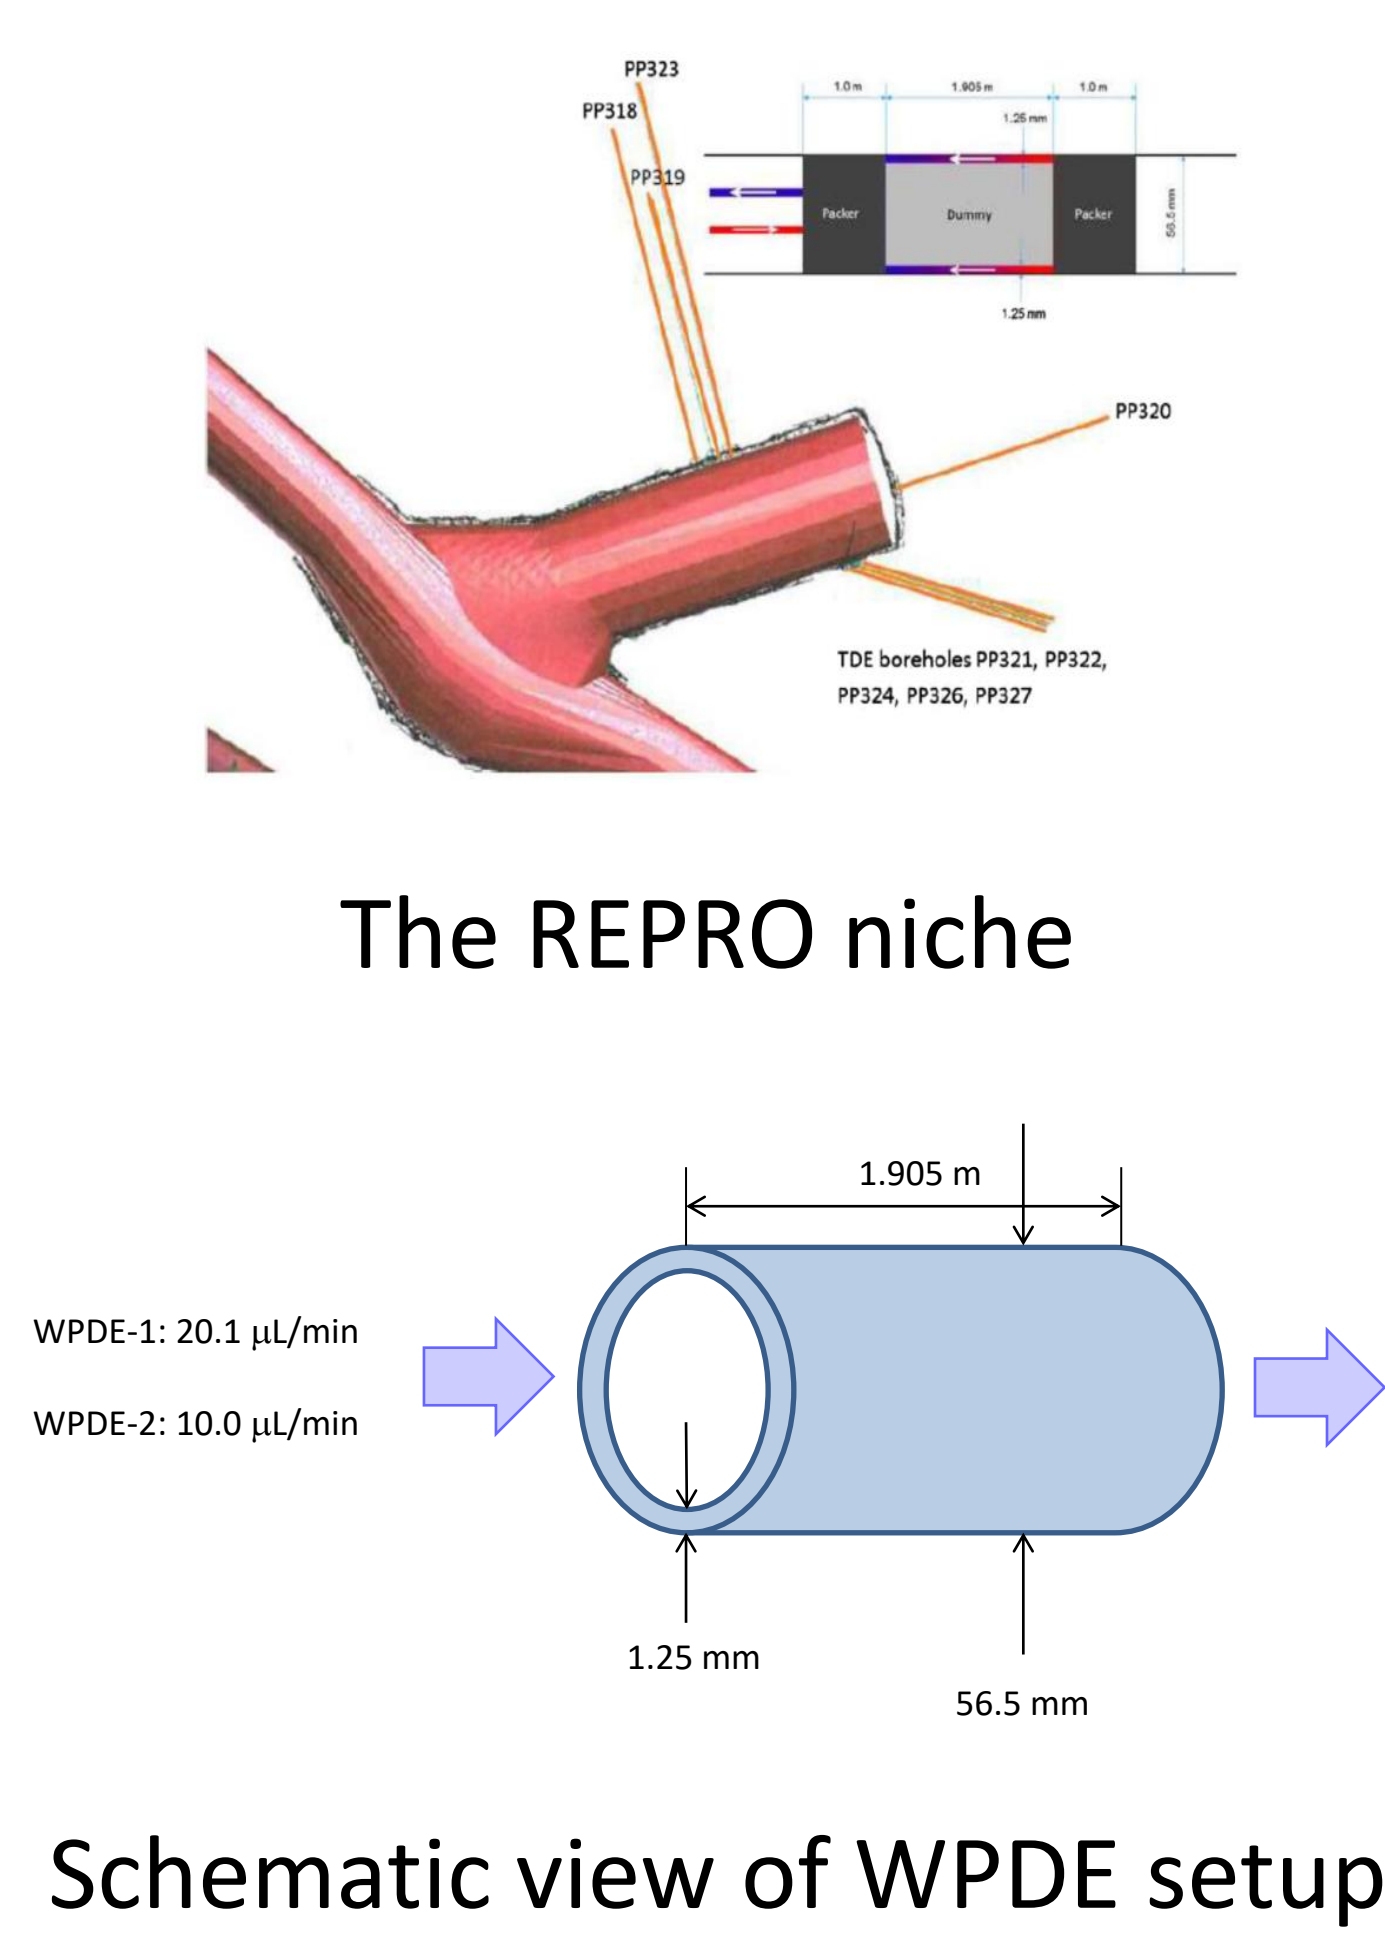 PP323
PP318
PP319
1.0 m
1.905 m
1.0 m
1.25 mm
Packer
Dummy
Packer
56.5 mm
1.25 mm
PP320
TDE boreholes PP321, PP322,
PP324, PP326, PP327
The REPRO niche
1.905 m
WPDE-1: 20.1 μL/min
WPDE-2: 10.0 μL/min
1.25 mm
56.5 mm
Schematic view of WPDE setup